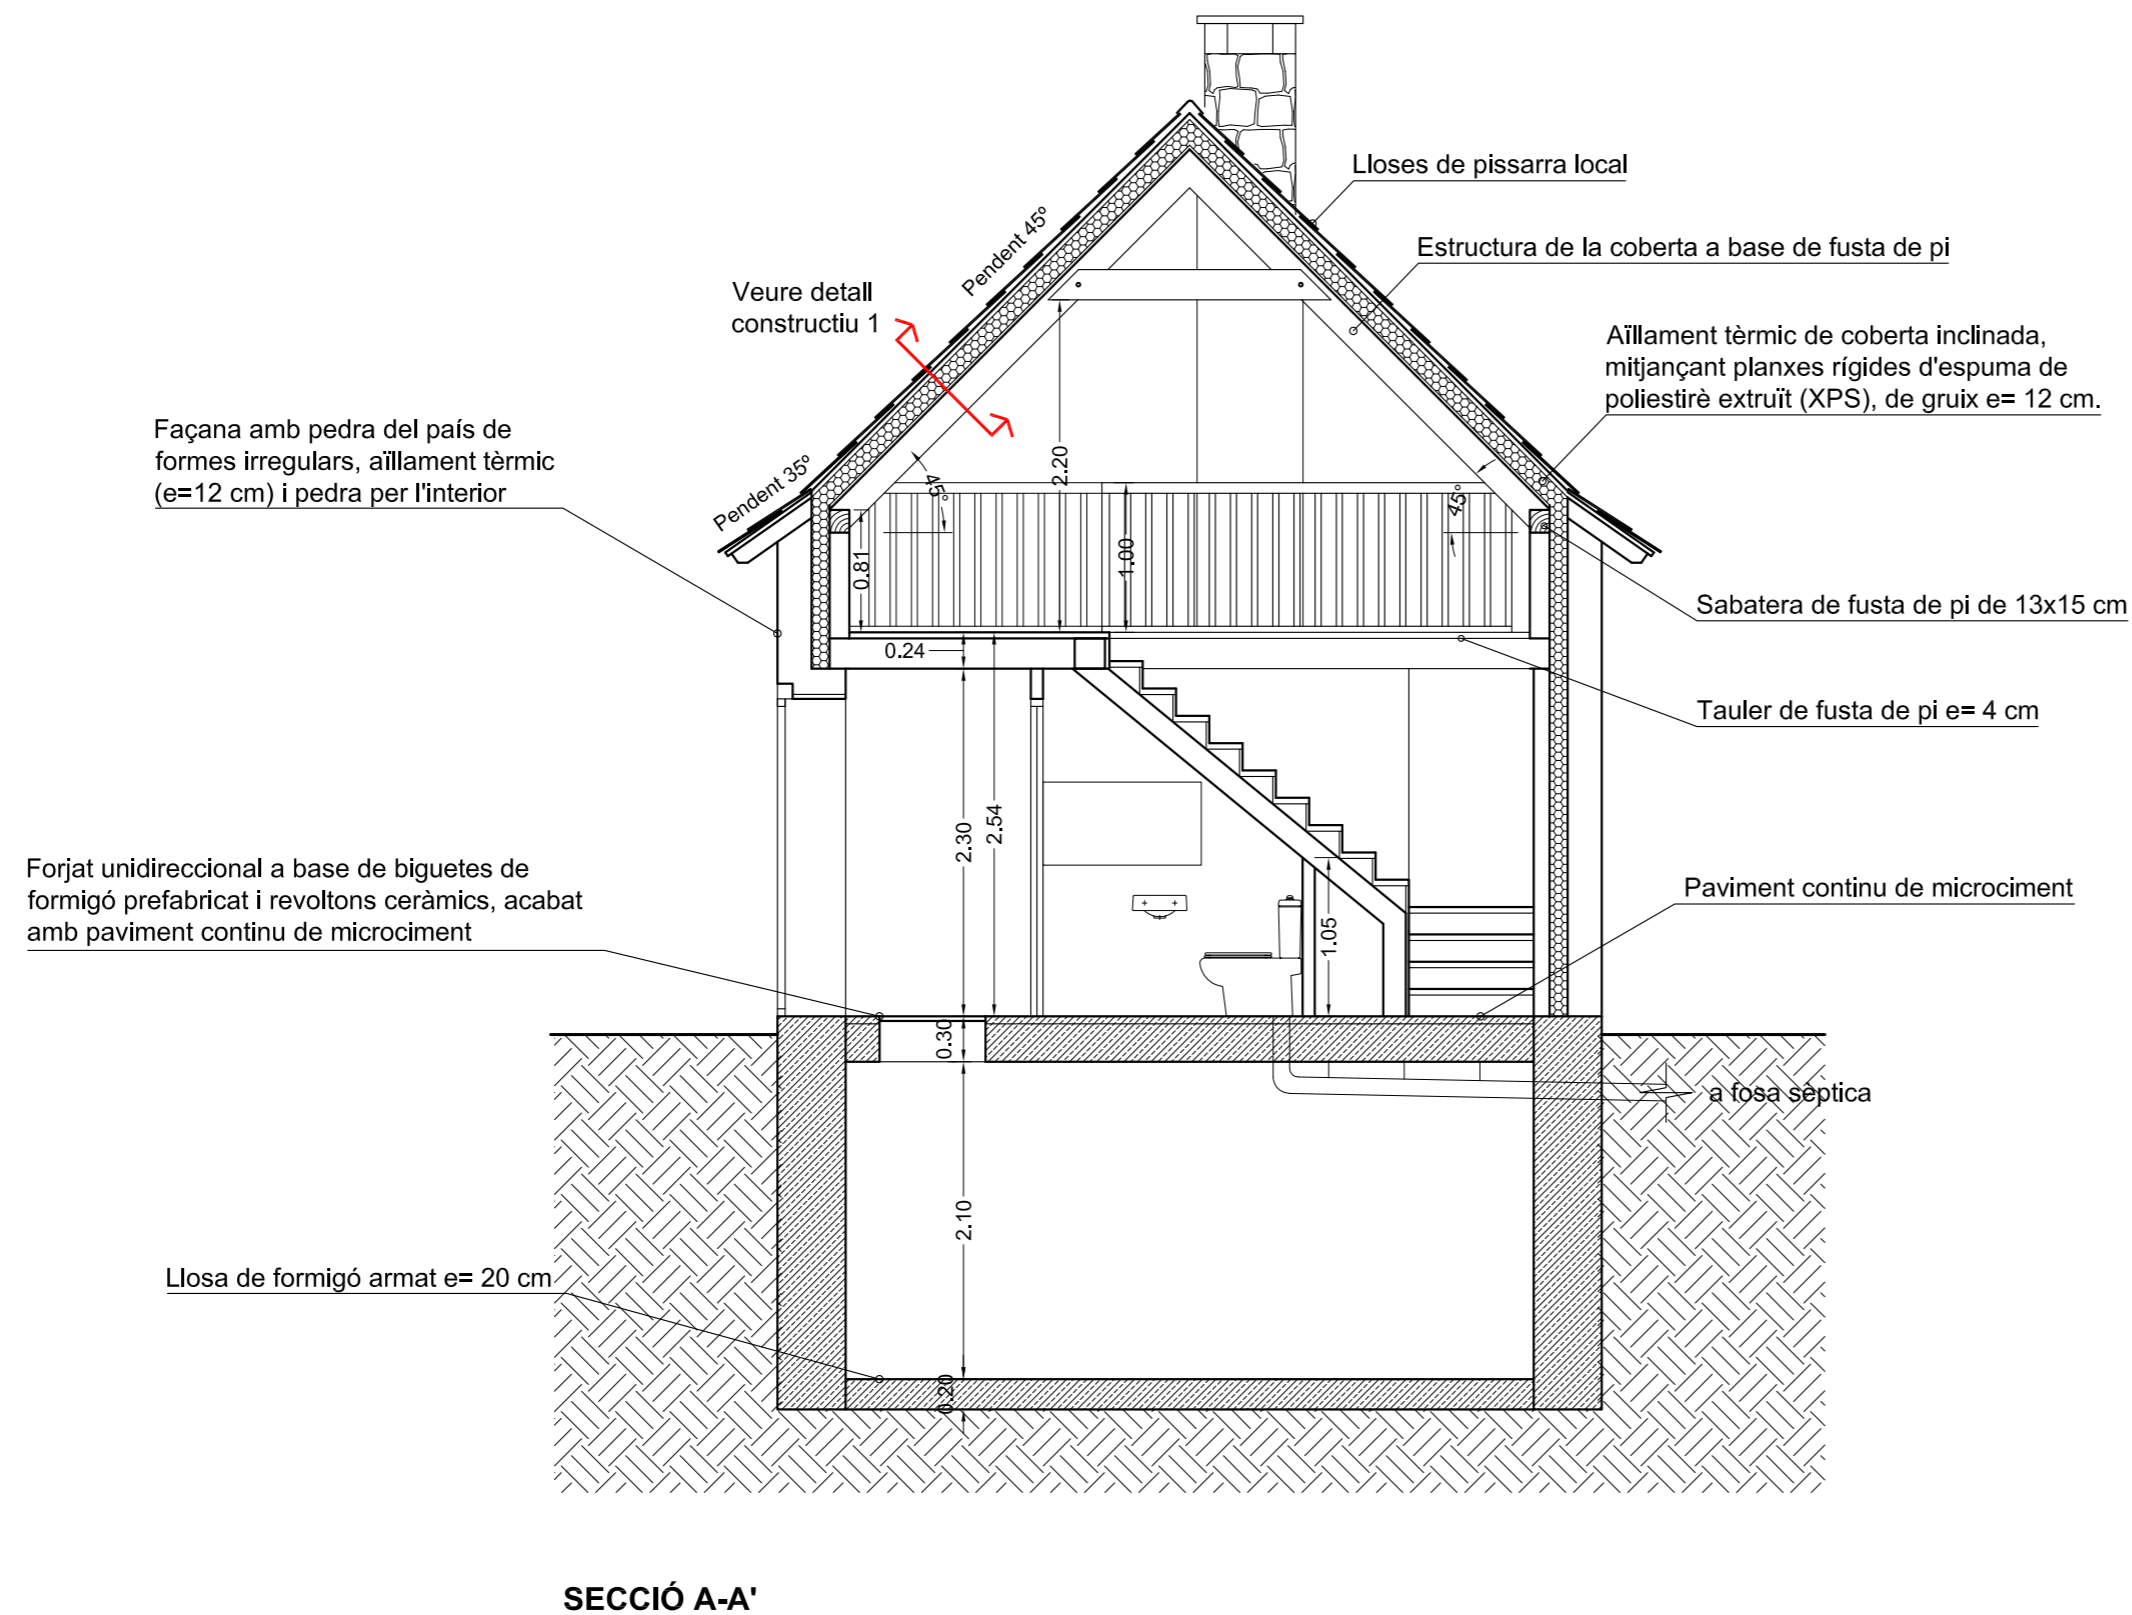 Lloses de pissarra local
Pendent 45º
Estructura de la coberta a base de fusta de pi
Veure detall
constructiu 1
Aïllament tèrmic de coberta inclinada,
mitjançant planxes rígides d'espuma de
poliestirè extruït (XPS), de gruix e= 12 cm.
Façana amb pedra del país de
formes irregulars, aïllament tèrmic
(e=12 cm) i pedra per l'interior
Pendent 35º
2.20
45°
45°
0.81
1.00
Sabatera de fusta de pi de 13x15 cm
0.24
Tauler de fusta de pi e= 4 cm
2.30
2.54
Forjat unidireccional a base de biguetes de
formigó prefabricat i revoltons ceràmics, acabat
amb paviment continu de microciment
Paviment continu de microciment
1.05
0.30
a fosa sèptica
2.10
Llosa de formigó armat e= 20 cm
0.20
SECCIÓ A-A'